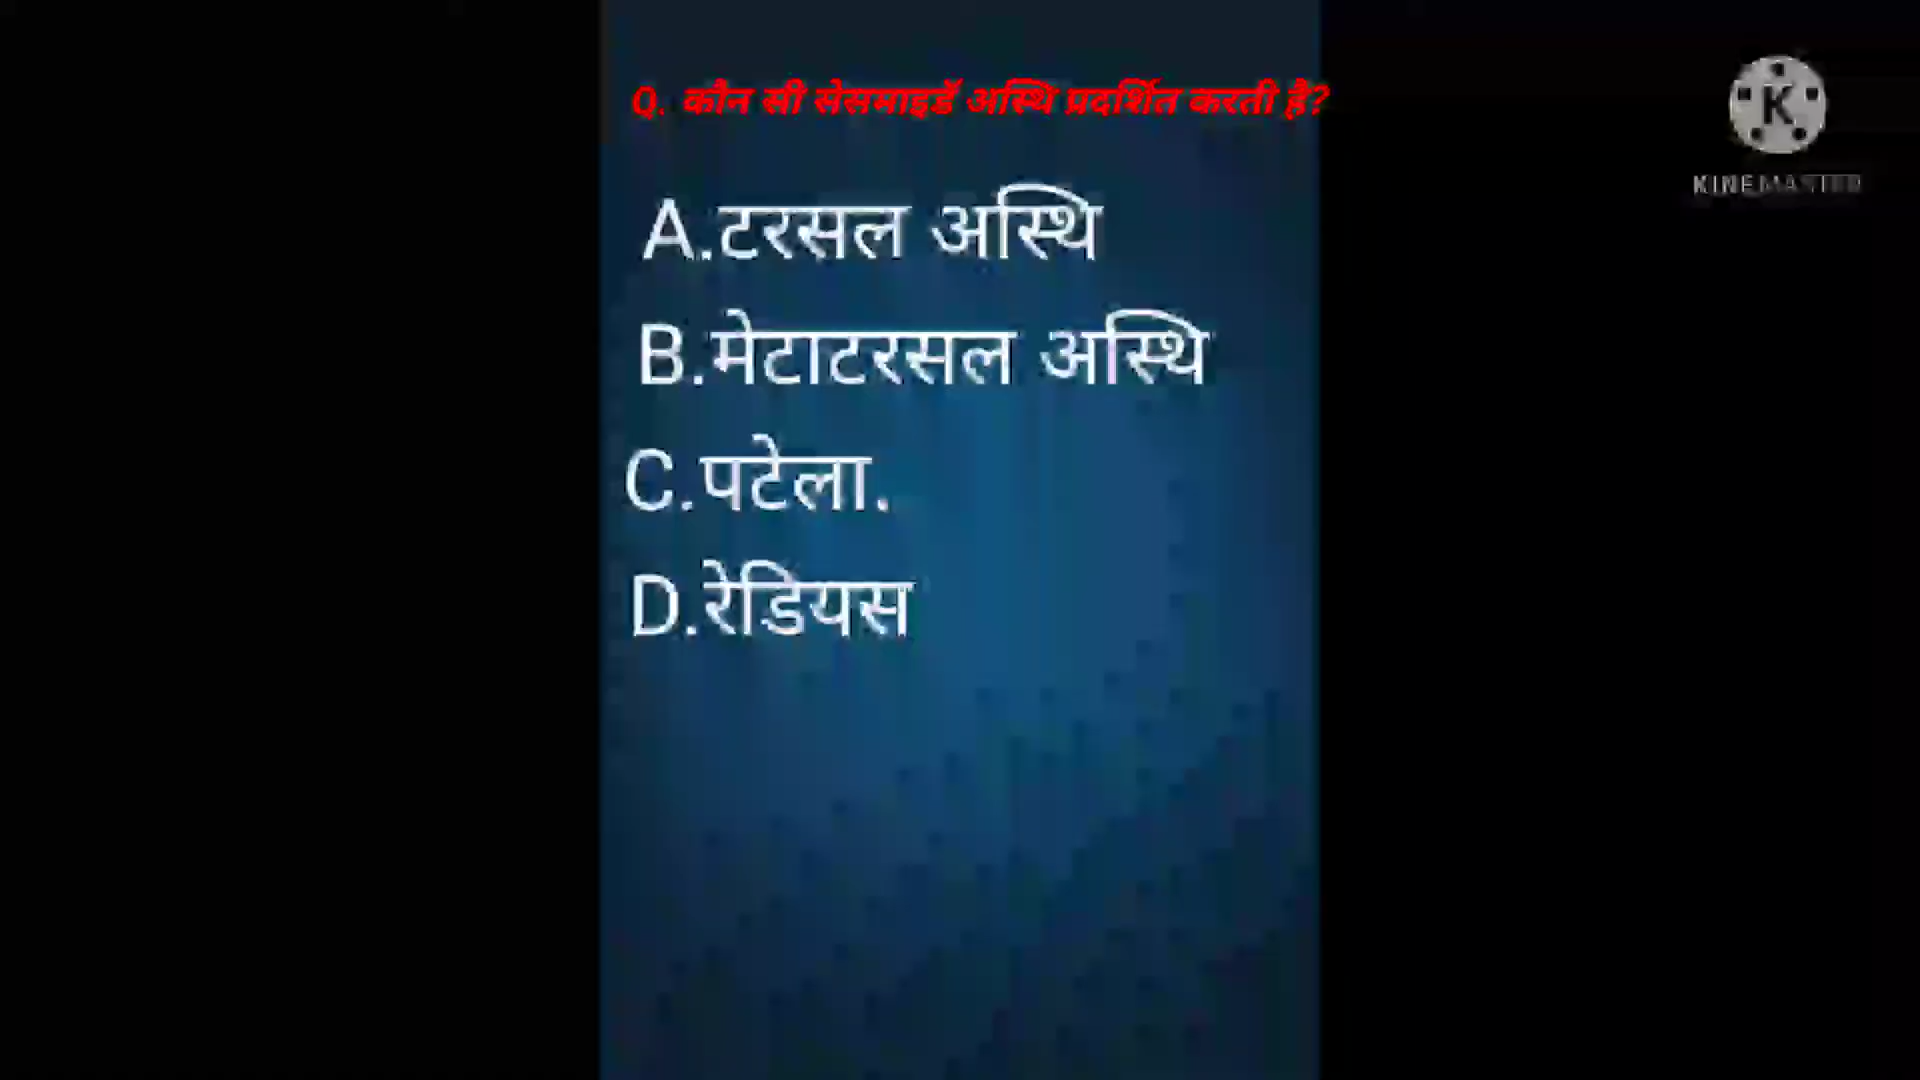 Q. कौन सी सेसमाइडॅ अस्थि प्रदर्शित करती है?
KINEMASTER
A.टरसल अस्थि
B.मेटाटरसल अस्थि
C.पटेला.
D.रेडियस